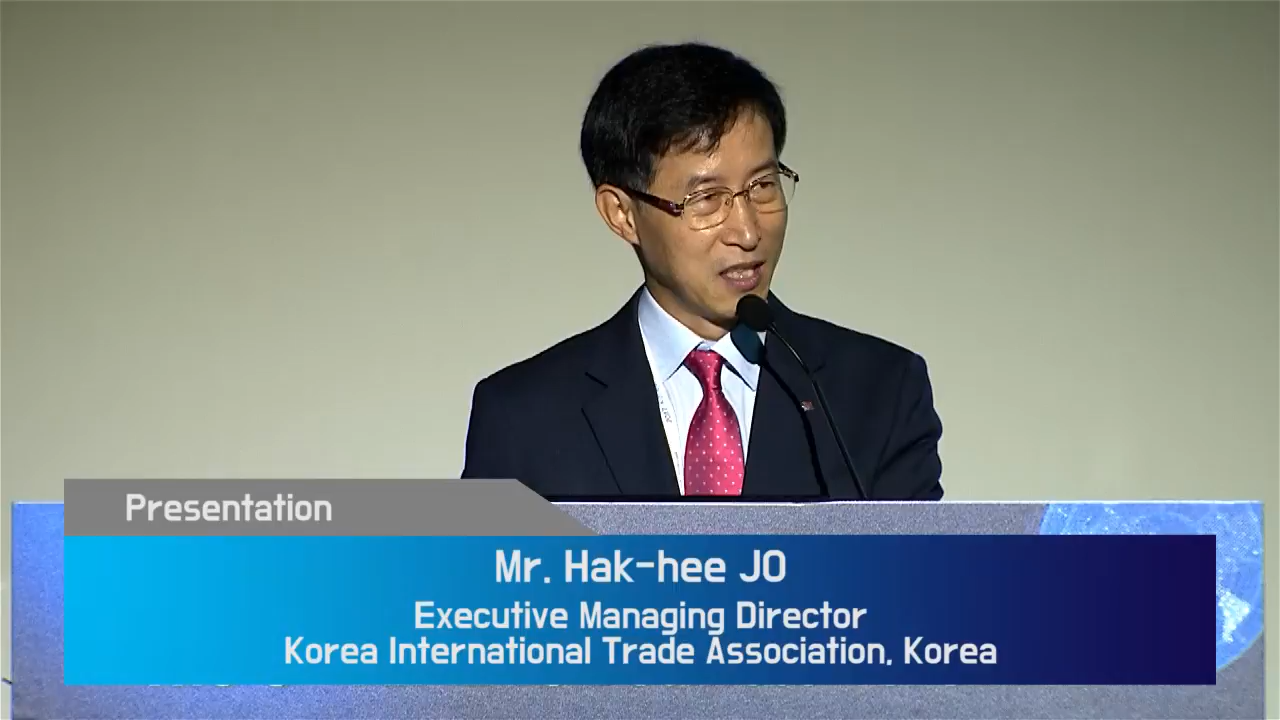 Presentation
Mr. Hak-hee JO
Executive Managing Director
Korea International Trade Association, Korea